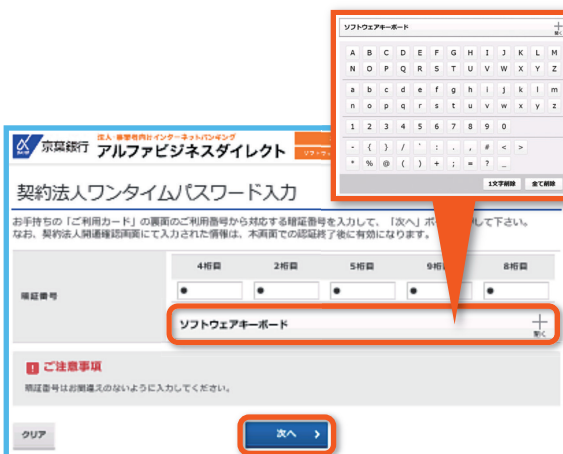 ソフトウェアキーボード
開く
A B C D E F G H I J K L M
N O P Q R S T U V W X Y Z
a b c d e f g h i j k l m
n o p q r s t u v w x y z
1 2 3 4 5 6 7 8 9 0
- { } / ` : . , # < >
* % @ ( ) + ; = ? _
1文字削除 全て削除
京葉銀行
法人・事業者向けインターネットバンキング
アルファビジネスダイレクト
契約法人ワンタイムパスワード入力
お手持ちの「ご利用カード」の裏面のご利用番号から対応する暗証番号を入力して、「次へ」ボ して下さい。
なお、契約法人開通確認画面にて入力された情報は、本画面での認証終了後に有効になります。
4桁目 2桁目 5桁目 9桁目 8桁目
暗証番号 ● ● ● ● ●
ソフトウェアキーボード
開く
ご注意事項
暗証番号はお間違えのないように入力してください。
クリア 次へ